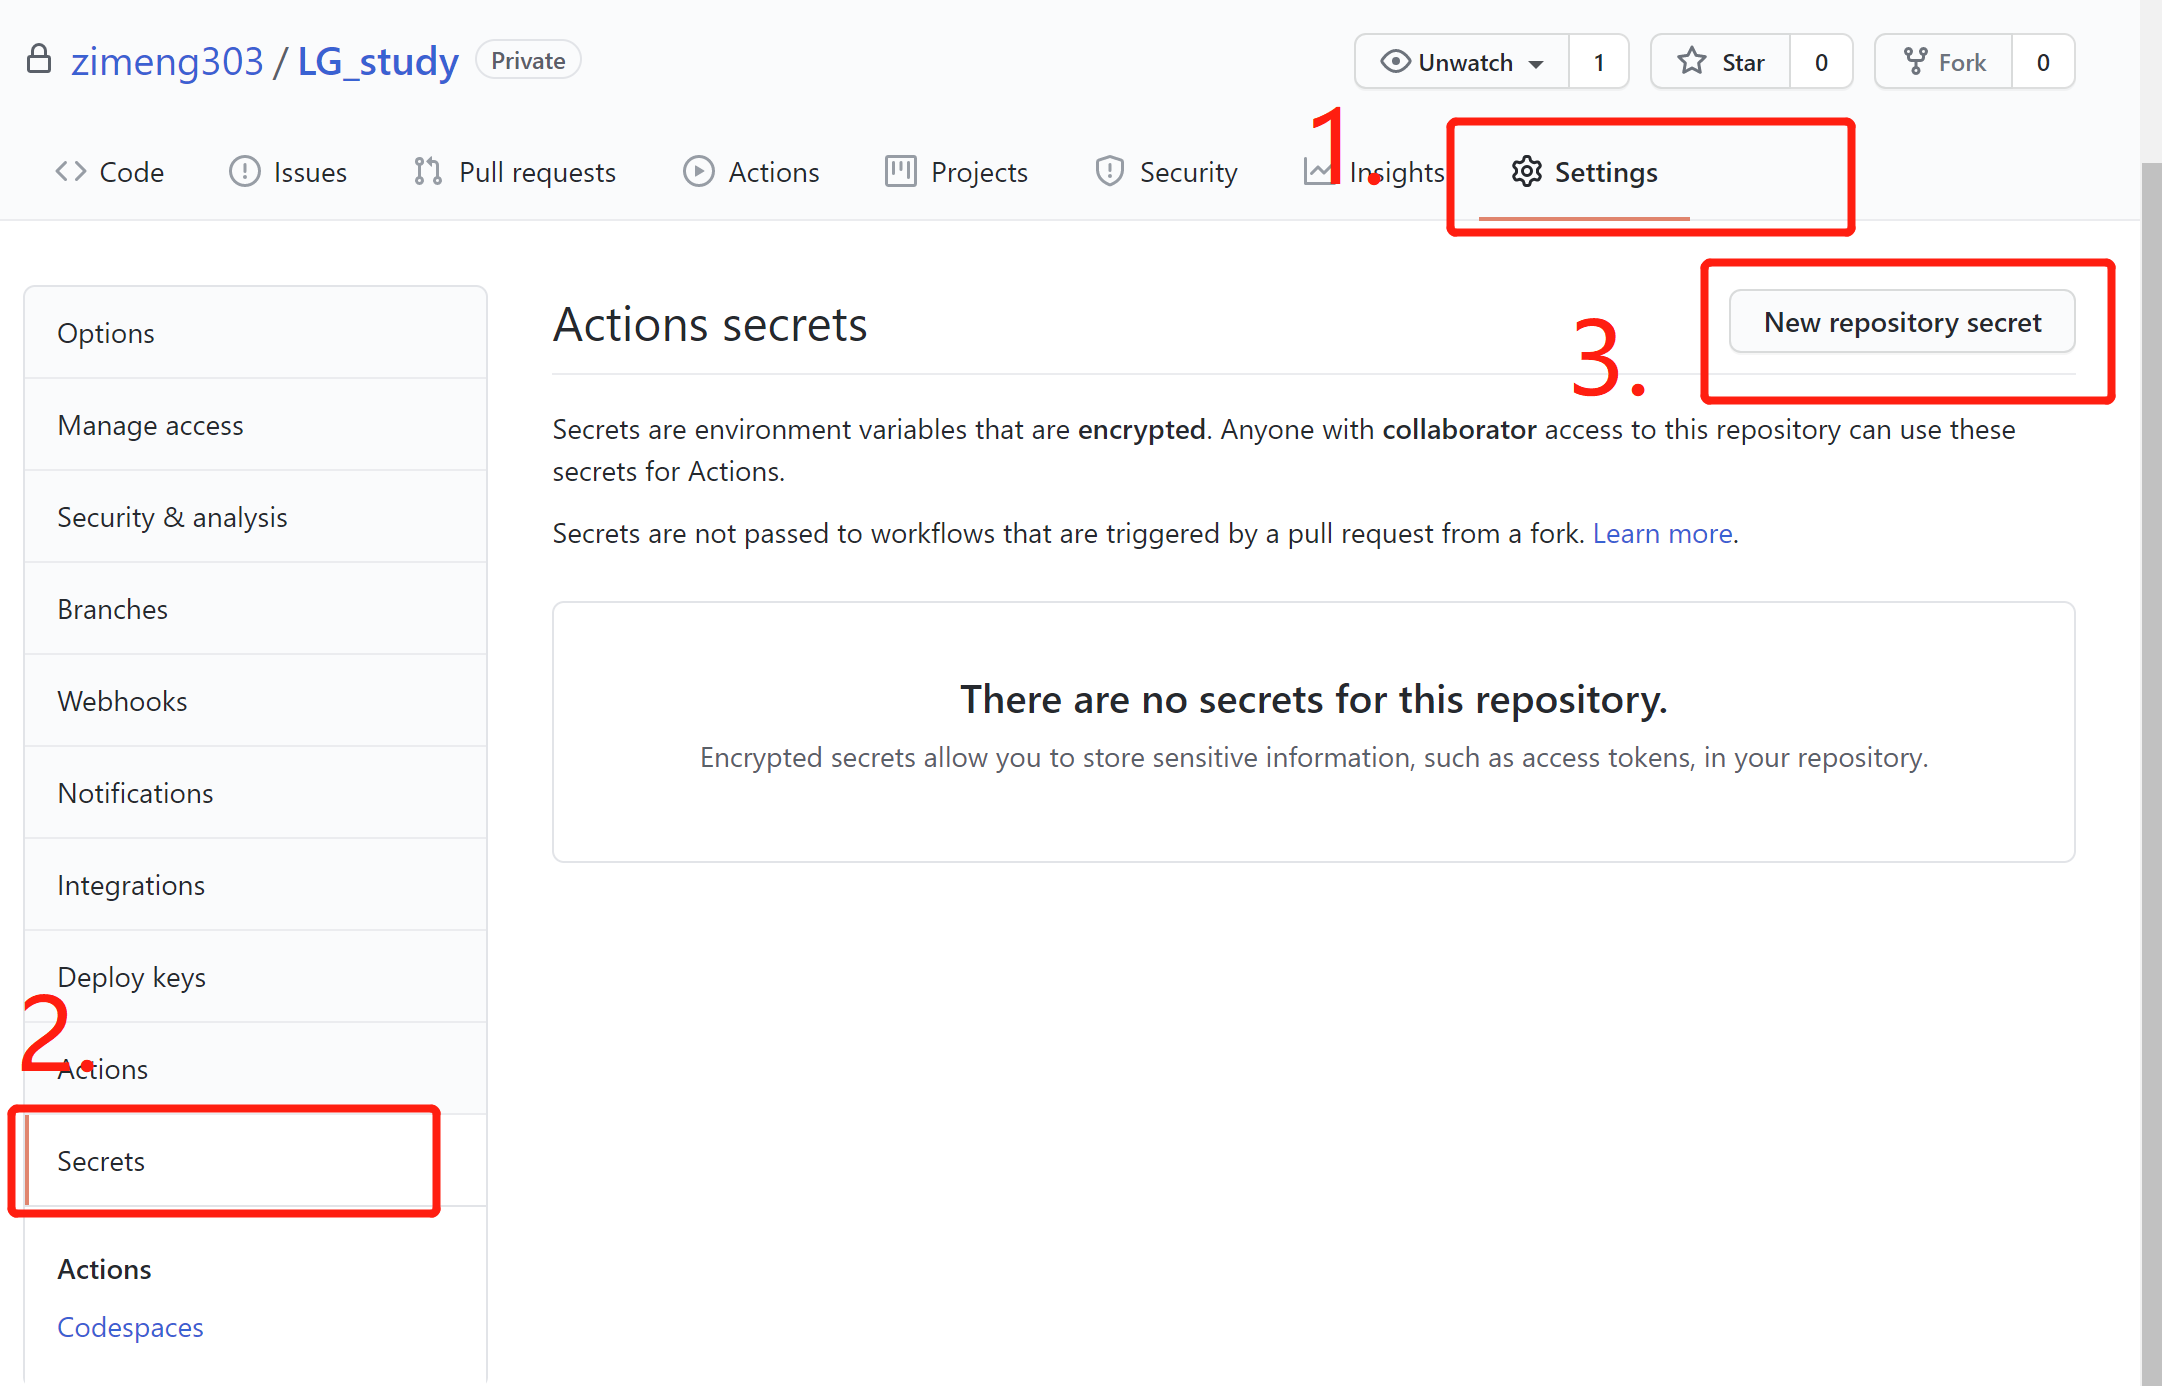 zimeng303 / LG_study Private
Unwatch 1 Star 0 Fork 0
Code Issues Pull requests Actions Projects Security Insights Settings
1.
Options
Manage access
Security & analysis
Branches
Webhooks
Notifications
Integrations
Deploy keys
2.
Actions
Secrets
Actions
Codespaces
Actions secrets
3.
New repository secret
Secrets are environment variables that are encrypted. Anyone with collaborator access to this repository can use these
secrets for Actions.
Secrets are not passed to workflows that are triggered by a pull request from a fork. Learn more.
There are no secrets for this repository.
Encrypted secrets allow you to store sensitive information, such as access tokens, in your repository.